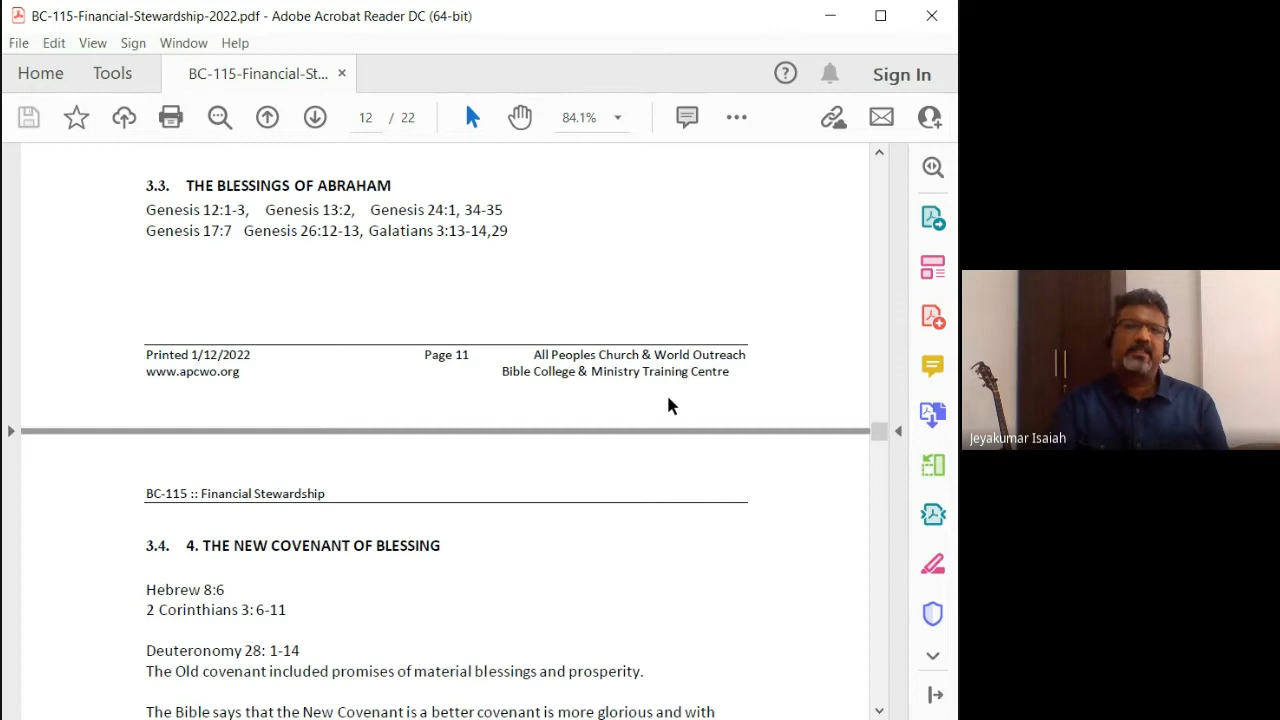 BC-115-Financial-Stewardship-2022.pdf - Adobe Acrobat Reader DC (64-bit)
File Edit View Sign Window Help
Home Tools BC-115-Financial-St... Sign In
12 / 22 84.1%
3.3. THE BLESSINGS OF ABRAHAM
Genesis 12:1-3, Genesis 13:2, Genesis 24:1, 34-35
Genesis 17:7 Genesis 26:12-13, Galatians 3:13-14,29
Printed 1/12/2022 Page 11 All Peoples Church & World Outreach
www.apcwo.org Bible College & Ministry Training Centre
Jeyakumar Isaiah
BC-115 :: Financial Stewardship
3.4. 4. THE NEW COVENANT OF BLESSING
Hebrew 8:6
2 Corinthians 3: 6-11
Deuteronomy 28: 1-14
The Old covenant included promises of material blessings and prosperity.
The Bible says that the New Covenant is a better covenant is more glorious and with